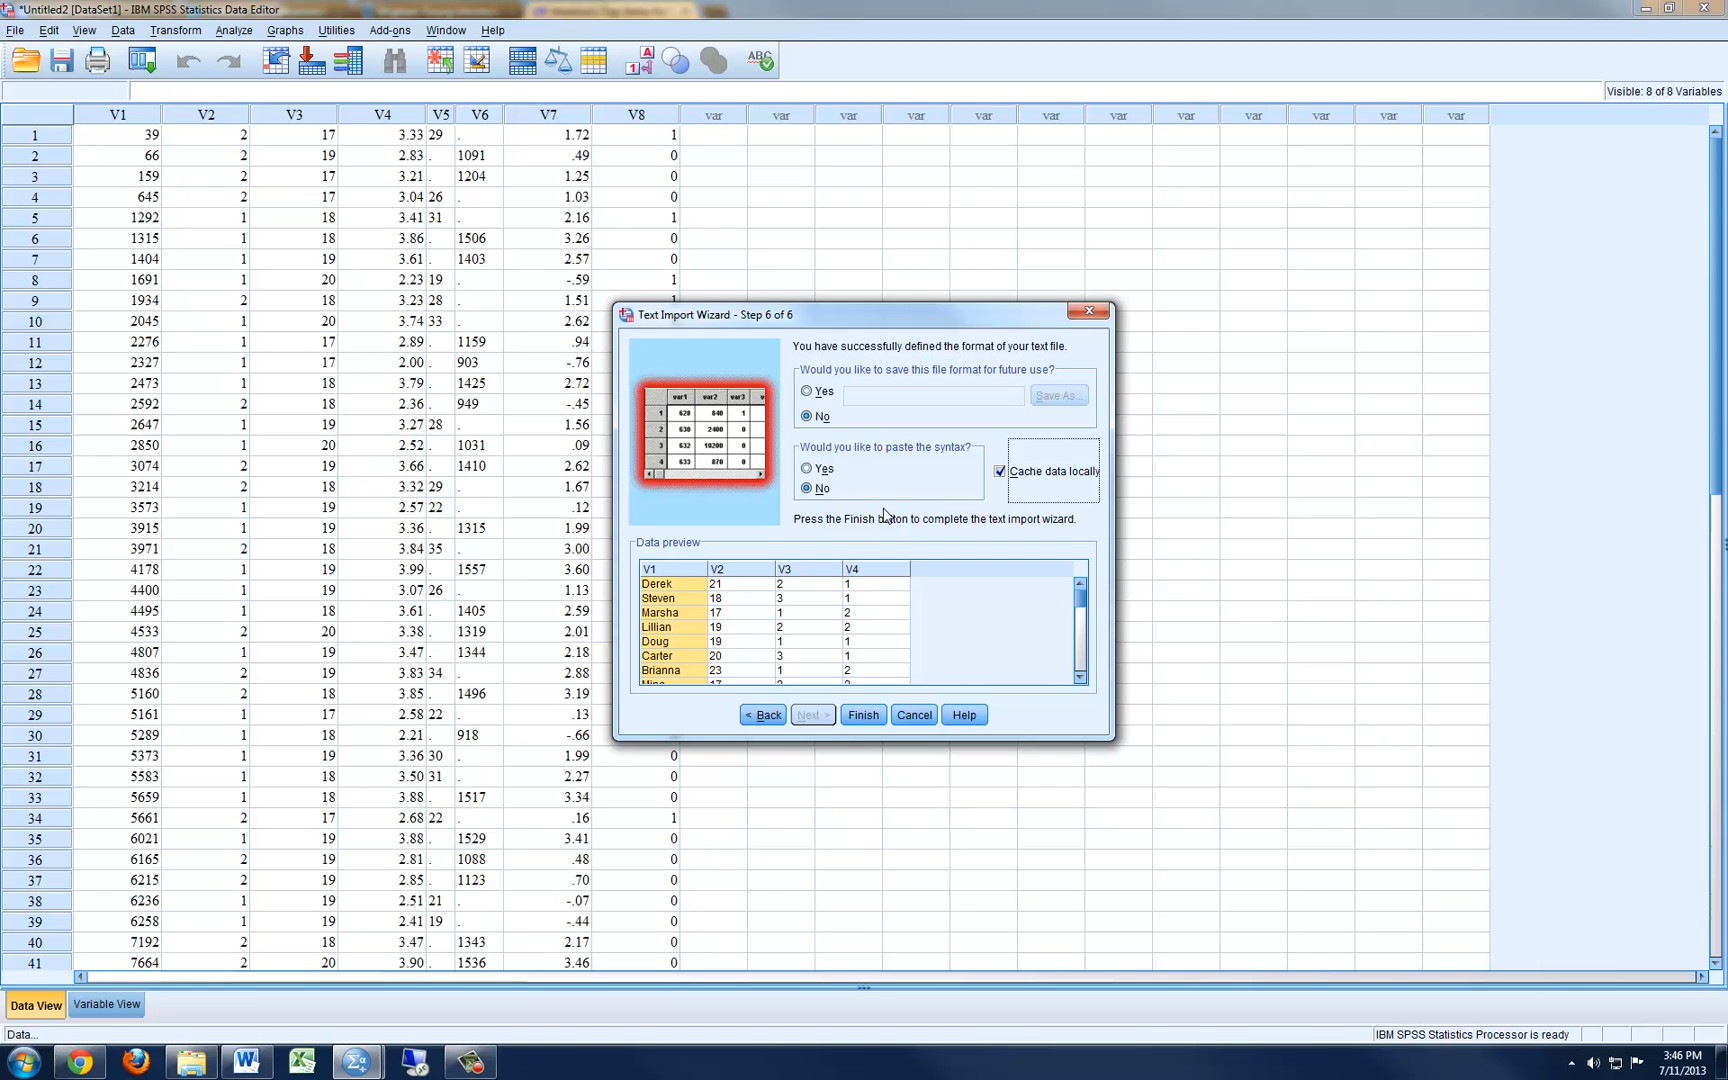 *Untitled2 [DataSet1] - IBM SPSS Statistics Data Editor
File Edit View Data Transform Analyze Graphs Utilities Add-ons Window Help
Visible: 8 of 8 Variables
V1 V2 V3 V4 V5 V6 V7 V8 var var var var var var var var var var var var
1 39 2 17 3.33 29 . 1.72 1
2 66 2 19 2.83 . 1091 .49 0
3 159 2 17 3.21 . 1204 1.25 0
4 645 2 17 3.04 26 . 1.03 0
5 1292 1 18 3.41 31 . 2.16 1
6 1315 1 18 3.86 . 1506 3.26 0
7 1404 1 19 3.61 . 1403 2.57 0
8 1691 1 20 2.23 19 . -.59 1
9 1934 2 18 3.23 28 . 1.51 1
10 2045 1 20 3.74 33 . 2.62
11 2276 1 17 2.89 . 1159 .94
12 2327 1 17 2.00 . 903 -.76
13 2473 1 18 3.79 . 1425 2.72
14 2592 2 18 2.36 . 949 -.45
15 2647 1 19 3.27 28 . 1.56
16 2850 1 20 2.52 . 1031 .09
17 3074 2 19 3.66 . 1410 2.62
18 3214 2 18 3.32 29 . 1.67
19 3573 1 19 2.57 22 . .12
20 3915 1 19 3.36 . 1315 1.99
21 3971 2 18 3.84 35 . 3.00
22 4178 1 19 3.99 . 1557 3.60
23 4400 1 19 3.07 26 . 1.13
24 4495 1 18 3.61 . 1405 2.59
25 4533 2 20 3.38 . 1319 2.01
26 4807 1 19 3.47 . 1344 2.18
27 4836 2 19 3.83 34 . 2.88
28 5160 2 18 3.85 . 1496 3.19
29 5161 1 17 2.58 22 . .13
30 5289 1 18 2.21 . 918 -.66
31 5373 1 19 3.36 30 . 1.99 0
32 5583 1 18 3.50 31 . 2.27 0
33 5659 1 18 3.88 . 1517 3.34 0
34 5661 2 17 2.68 22 . .16 1
35 6021 1 19 3.88 . 1529 3.41 0
36 6165 2 19 2.81 . 1088 .48 0
37 6215 2 19 2.85 . 1123 .70 0
38 6236 1 19 2.51 21 . -.07 0
39 6258 1 19 2.41 19 . -.44 0
40 7192 2 18 3.47 . 1343 2.17 0
41 7664 2 20 3.90 . 1536 3.46 0
Text Import Wizard - Step 6 of 6
You have successfully defined the format of your text file.
Would you like to save this file format for future use?
Yes Save As...
No
Would you like to paste the syntax?
Yes
No
Cache data locally
Press the Finish button to complete the text import wizard.
var1 var2 var3 v
1 628 840 1
2 630 2400 0
3 632 10200 0
4 633 870 0
Data preview
V1 V2 V3 V4
Derek 21 2 1
Steven 18 3 1
Marsha 17 1 2
Lillian 19 2 2
Doug 19 1 1
Carter 20 3 1
Brianna 23 1 2
< Back Next > Finish Cancel Help
Data View Variable View
Data...
IBM SPSS Statistics Processor is ready
3:46 PM
7/11/2013